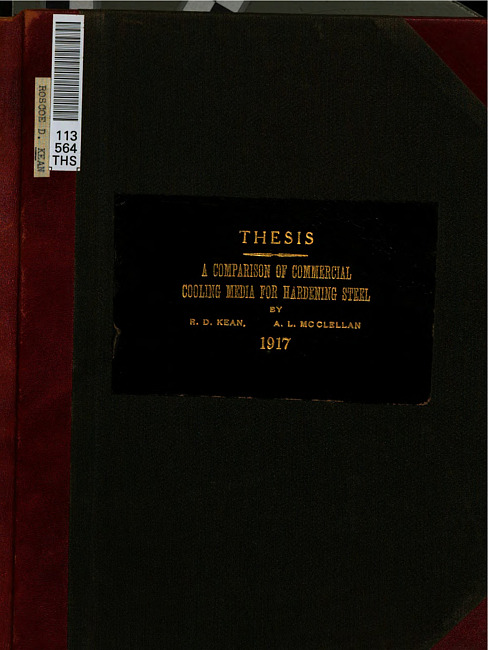 113
564
THS
ROSCOE D. KEAN
THESIS
A COMPARISON OF COMMERCIAL
COOLING MEDIA FOR HARDENING STEEL
BY
R. D. KEAN, A. L. MCCLELLAN
1917